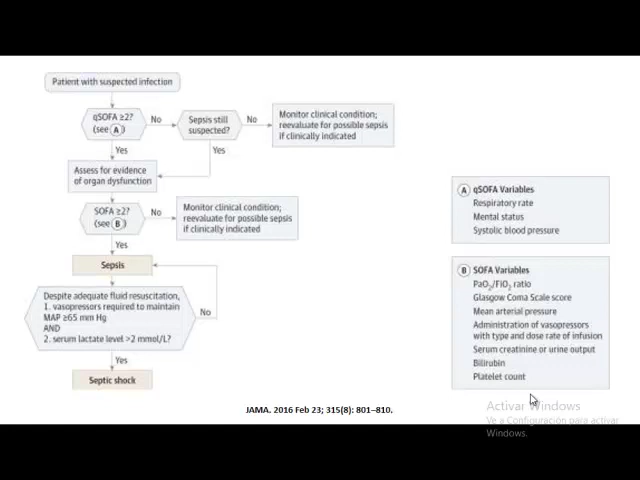 Patient with suspected infection
qSOFA ≥2?
(see A)
No
Sepsis still
suspected?
No
Monitor clinical condition;
reevaluate for possible sepsis
if clinically indicated
Yes
Yes
Assess for evidence
of organ dysfunction
SOFA ≥2?
(see B)
No
Monitor clinical condition;
reevaluate for possible sepsis
if clinically indicated
Yes
Sepsis
Despite adequate fluid resuscitation,
1. vasopressors required to maintain
MAP ≥65 mm Hg
AND
2. serum lactate level >2 mmol/L?
No
Yes
Septic shock
A qSOFA Variables
Respiratory rate
Mental status
Systolic blood pressure
B SOFA Variables
PaO2/FiO2 ratio
Glasgow Coma Scale score
Mean arterial pressure
Administration of vasopressors
with type and dose rate of infusion
Serum creatinine or urine output
Bilirubin
Platelet count
JAMA. 2016 Feb 23; 315(8): 801–810.
Activar Windows
Ve a Configuración para activar
Windows.